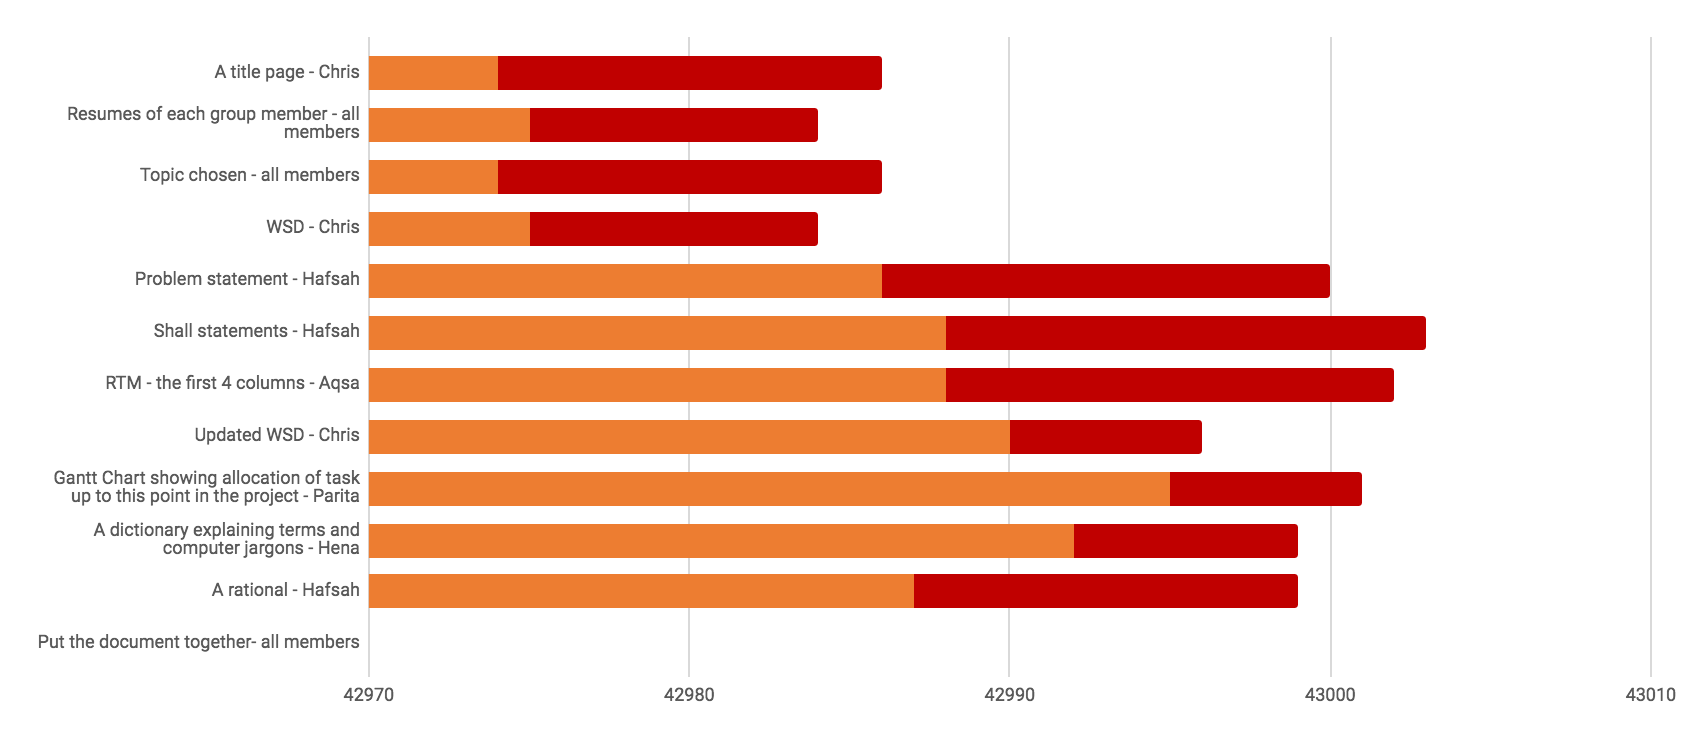 A title page - Chris
Resumes of each group member - all
members
Topic chosen - all members
WSD - Chris
Problem statement - Hafsah
Shall statements - Hafsah
RTM - the first 4 columns - Aqsa
Updated WSD - Chris
Gantt Chart showing allocation of task
up to this point in the project - Parita
A dictionary explaining terms and
computer jargons - Hena
A rational - Hafsah
Put the document together- all members
42970 42980 42990 43000 43010